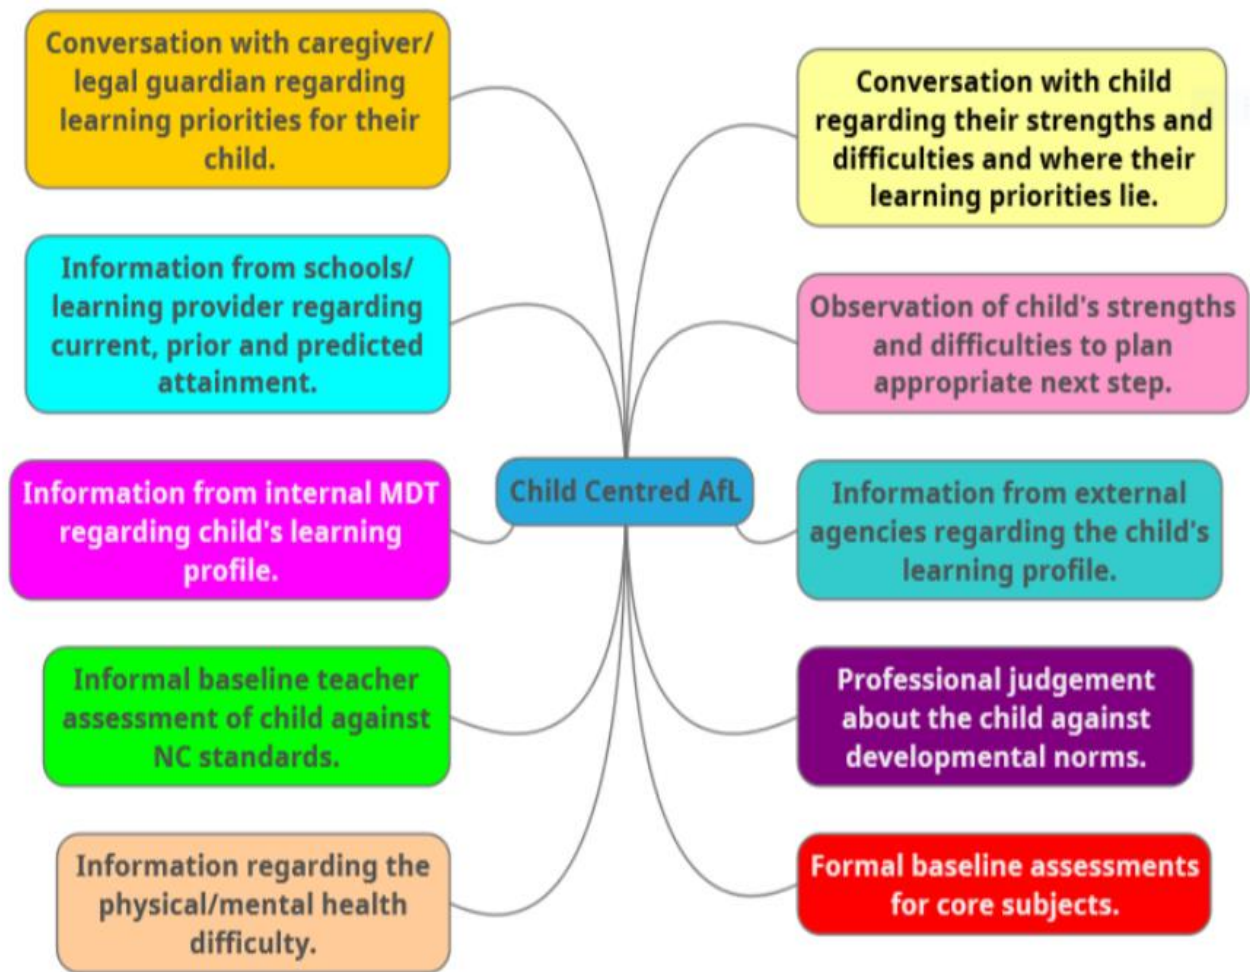 Conversation with caregiver/
legal guardian regarding
learning priorities for their
child.
Conversation with child
regarding their strengths and
difficulties and where their
learning priorities lie.
Information from schools/
learning provider regarding
current, prior and predicted
attainment.
Observation of child's strengths
and difficulties to plan
appropriate next step.
Child Centred AfL
Information from internal MDT
regarding child's learning
profile.
Information from external
agencies regarding the child's
learning profile.
Informal baseline teacher
assessment of child against
NC standards.
Professional judgement
about the child against
developmental norms.
Information regarding the
physical/mental health
difficulty.
Formal baseline assessments
for core subjects.